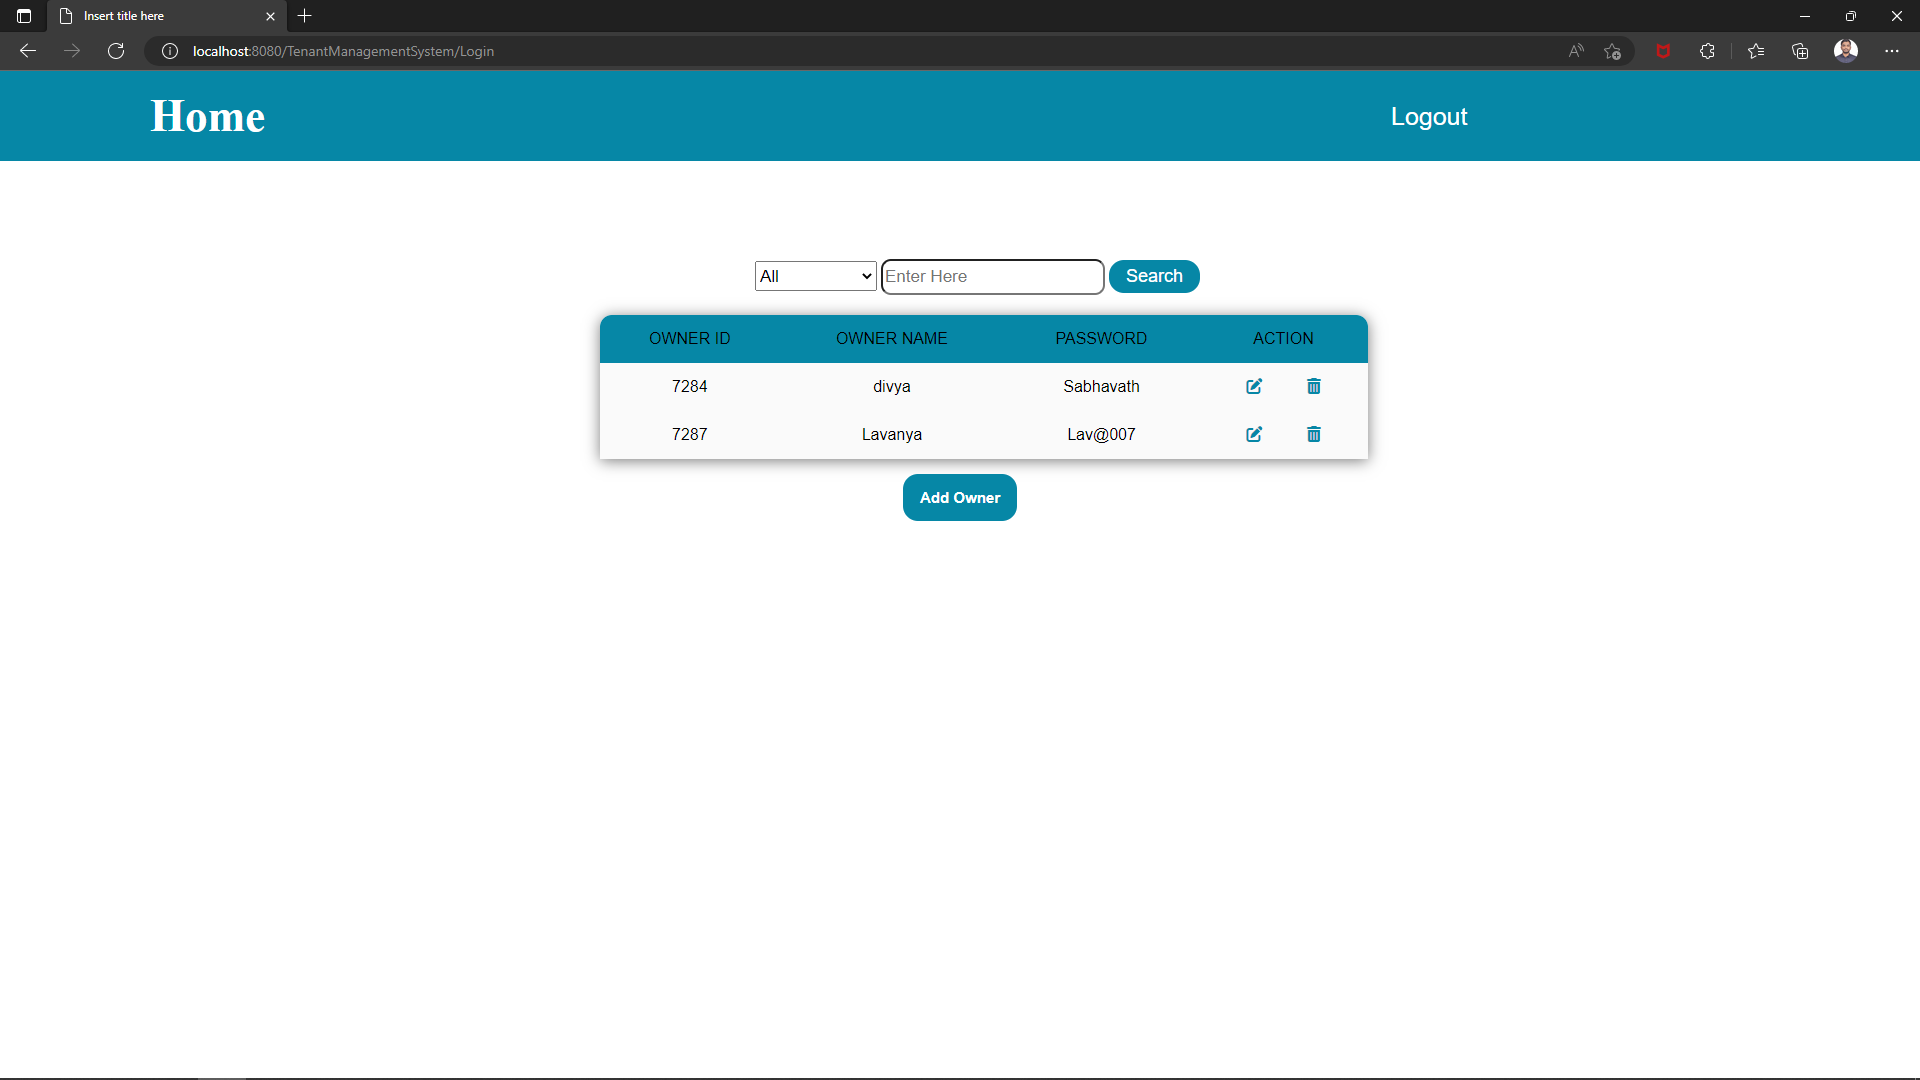 Insert title here
localhost:8080/TenantManagementSystem/Login
Home
Logout
All
Enter Here
Search
OWNER ID OWNER NAME PASSWORD ACTION
7284 divya Sabhavath
7287 Lavanya Lav@007
Add Owner